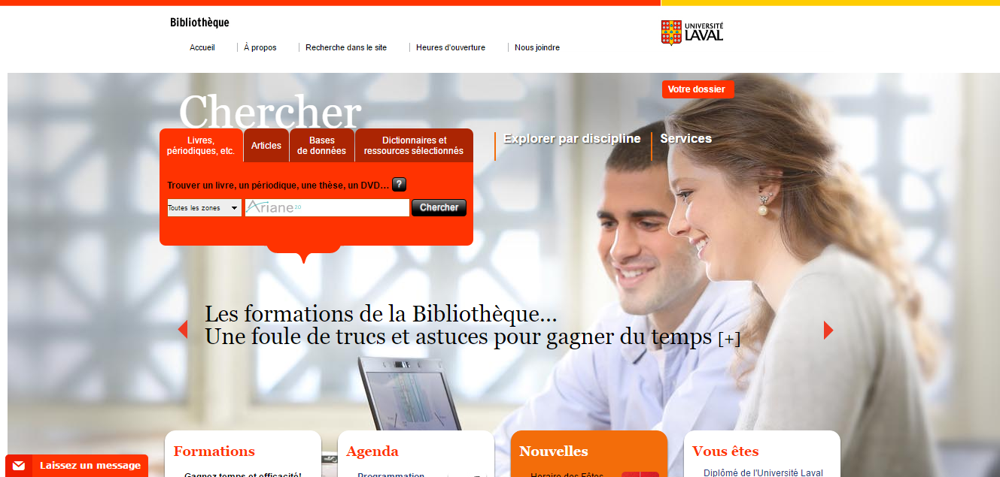 Bibliothèque
UNIVERSITÉ
LAVAL
Accueil
À propos
Recherche dans le site
Heures d'ouverture
Nous joindre
Votre dossier
Chercher
Livres,
périodiques, etc.
Articles
Bases
de données
Dictionnaires et
ressources sélectionnés
Explorer par discipline
Services
Trouver un livre, un périodique, une thèse, un DVD... ?
Toutes les zones
Ariane 2.0
Chercher
Les formations de la Bibliothèque...
Une foule de trucs et astuces pour gagner du temps [+]
Formations
Agenda
Nouvelles
Vous êtes
Gagnez temps et efficacité!
Programmation
Horaire des Fêtes
Diplômé de l'Université Laval
Laissez un message